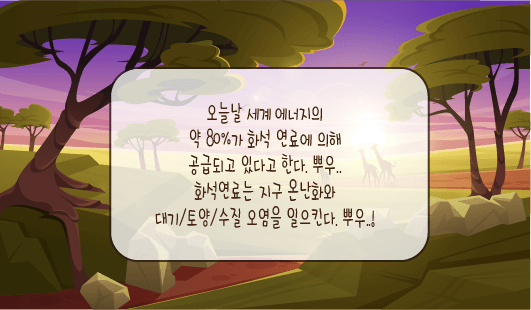 오늘날 세계 에너지의
약 80%가 화석 연료에 의해
공급되고 있다고 한다. 뿌우..
화석연료는 지구 온난화와
대기/토양/수질 오염을 일으킨다. 뿌우..!